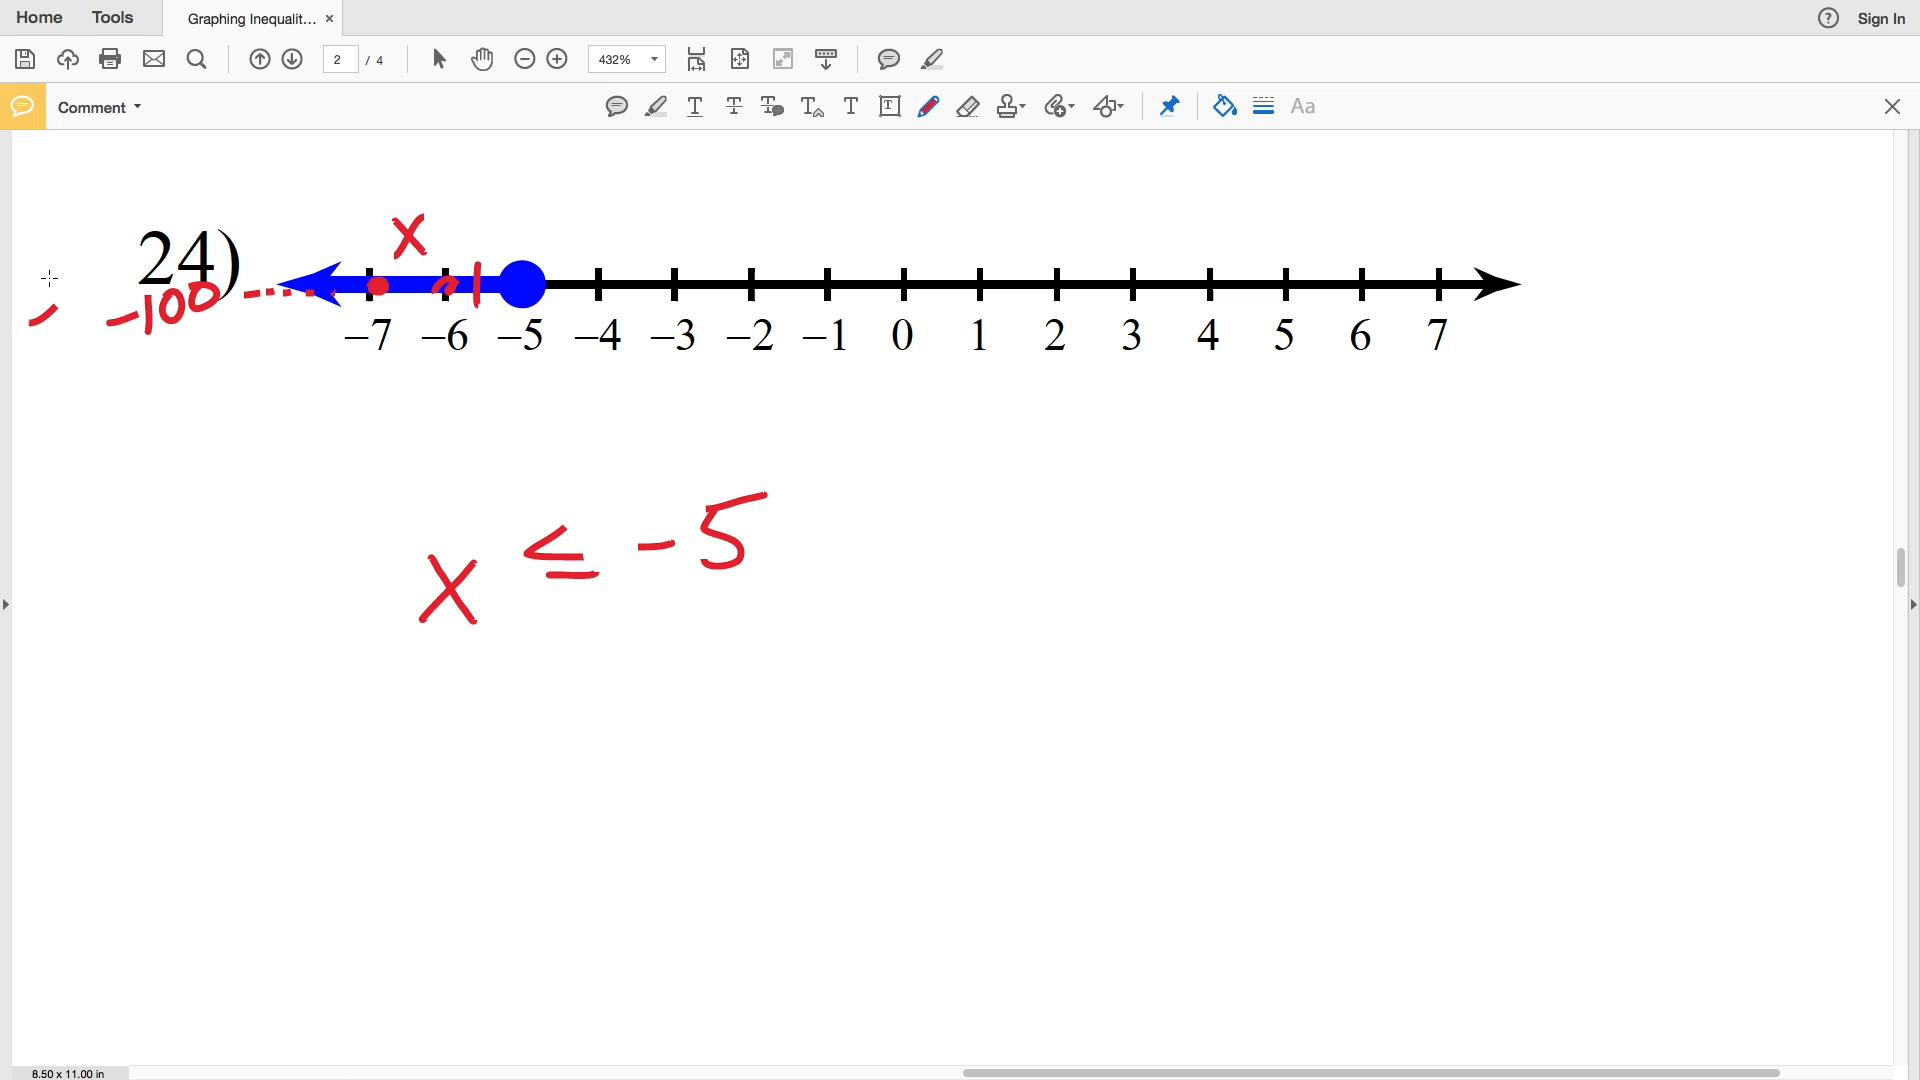 Home Tools Graphing Inequalit... × ? Sign In
2 / 4 432%
Comment T T T T T T Aa
x
24)
-100
–7 –6 –5 –4 –3 –2 –1 0 1 2 3 4 5 6 7
x ≤ -5
8.50 x 11.00 in